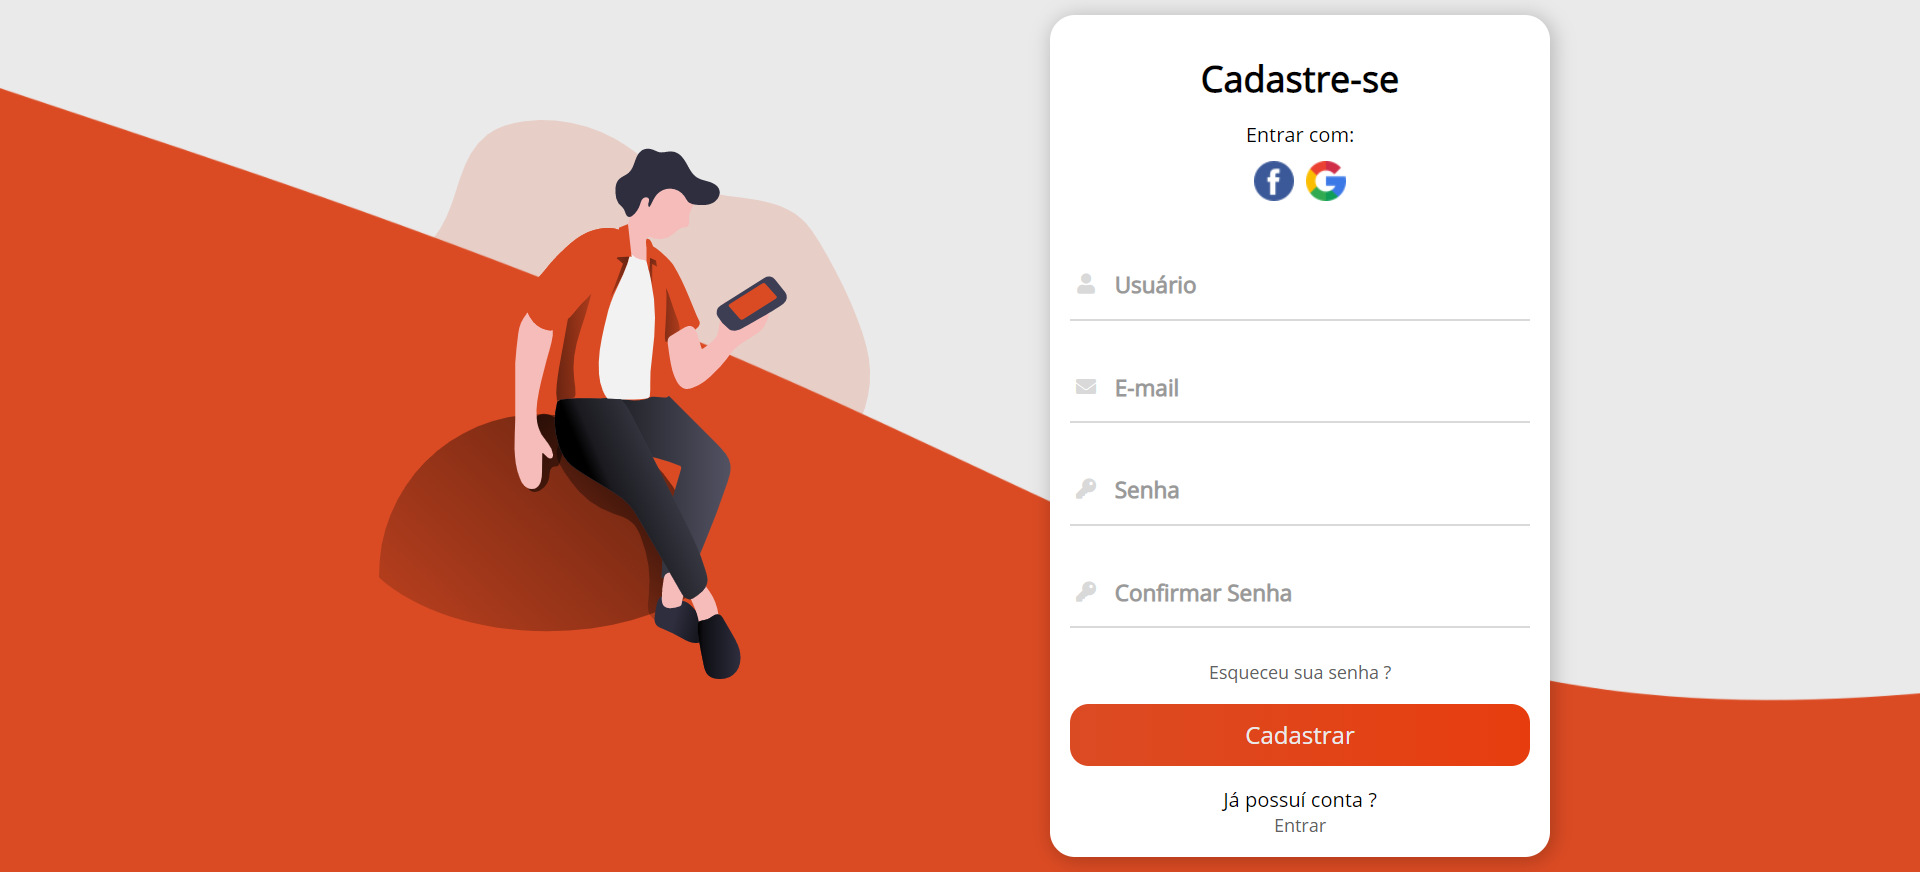 Cadastre-se
Entrar com:
Usuário
E-mail
Senha
Confirmar Senha
Esqueceu sua senha ?
Cadastrar
Já possuí conta ?
Entrar